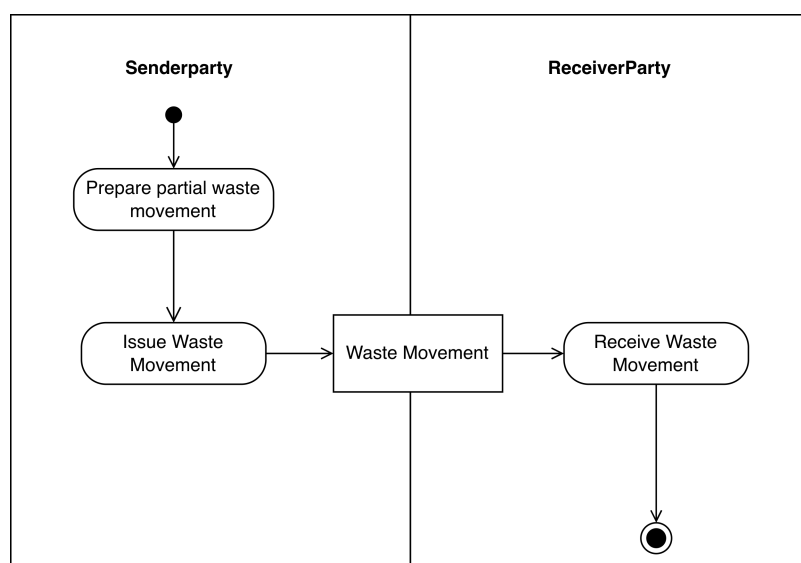 Senderparty
ReceiverParty
Prepare partial waste
movement
Issue Waste
Movement
Waste Movement
Receive Waste
Movement